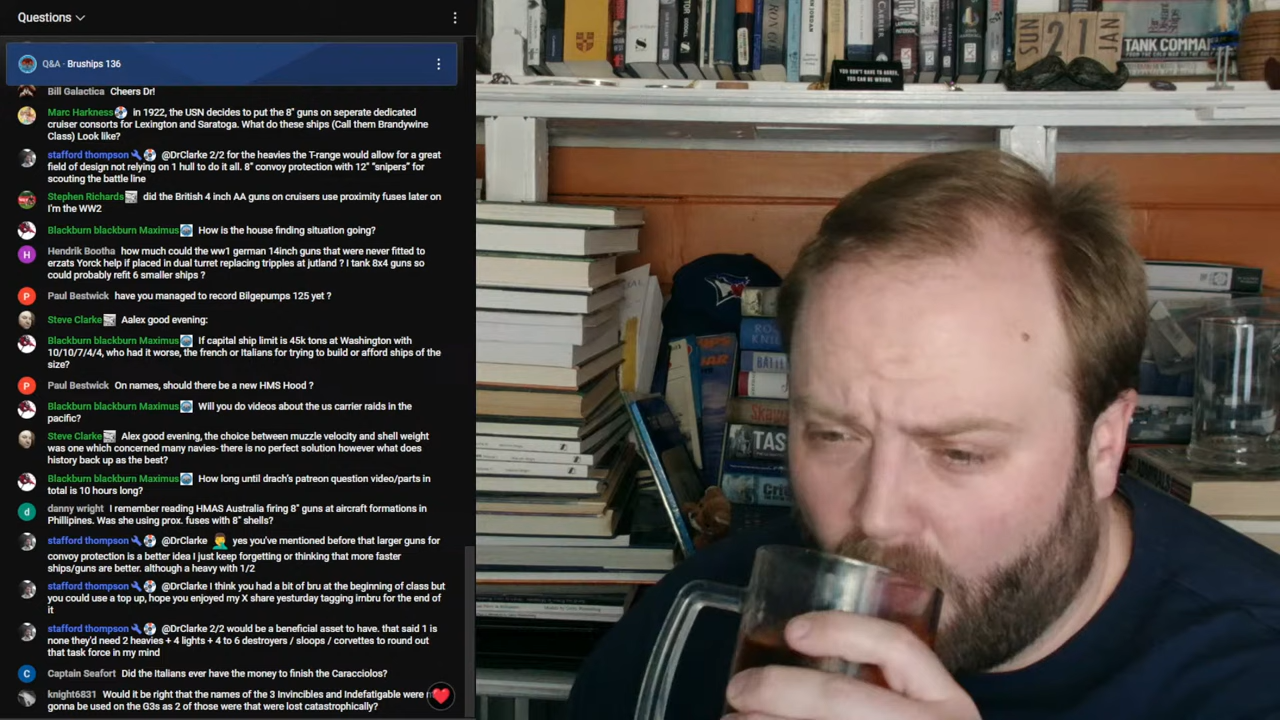 Questions
Q&A · Bruships 136
Bill Galactica Cheers Dr!
Marc Harkness in 1922, the USN decides to put the 8" guns on seperate dedicated
cruiser consorts for Lexington and Saratoga. What do these ships (Call them Brandywine
Class) Look like?
stafford thompson @DrClarke 2/2 for the heavies the T-range would allow for a great
field of design not relying on 1 hull to do it all. 8" convoy protection with 12" "snipers" for
scouting the battle line
Stephen Richards did the British 4 inch AA guns on cruisers use proximity fuses later on
I'm the WW2
Blackburn blackburn Maximus How is the house finding situation going?
Hendrik Bootha how much could the ww1 german 14inch guns that were never fitted to
erzats Yorck help if placed in dual turret replacing tripples at jutland ? I tank 8x4 guns so
could probably refit 6 smaller ships ?
Paul Bestwick have you managed to record Bilgepumps 125 yet ?
Steve Clarke Aalex good evening:
Blackburn blackburn Maximus If capital ship limit is 45k tons at Washington with
10/10/7/4/4, who had it worse, the french or Italians for trying to build or afford ships of the
size?
Paul Bestwick On names, should there be a new HMS Hood ?
Blackburn blackburn Maximus Will you do videos about the us carrier raids in the
pacific?
Steve Clarke Alex good evening, the choice between muzzle velocity and shell weight
was one which concerned many navies- there is no perfect solution however what does
history back up as the best?
Blackburn blackburn Maximus How long until drach's patreon question video/parts in
total is 10 hours long?
danny wright I remember reading HMAS Australia firing 8" guns at aircraft formations in
Phillipines. Was she using prox. fuses with 8" shells?
stafford thompson @DrClarke yes you've mentioned before that larger guns for
convoy protection is a better idea I just keep forgetting or thinking that more faster
ships/guns are better. although a heavy with 1/2
stafford thompson @DrClarke I think you had a bit of bru at the beginning of class but
you could use a top up, hope you enjoyed my X share yesturday tagging imbru for the end of
it
stafford thompson @DrClarke 2/2 would be a beneficial asset to have. that said 1 is
none they'd need 2 heavies + 4 lights + 4 to 6 destroyers / sloops / corvettes to round out
that task force in my mind
Captain Seafort Did the Italians ever have the money to finish the Caracciolos?
knight6831 Would it be right that the names of the 3 Invincibles and Indefatigable were
gonna be used on the G3s as 2 of those were that were lost catastrophically?
YOU DON'T HAVE TO AGREE,
YOU CAN BE WRONG.
SUN 21 JAN
TANK
CARRIER
TAS